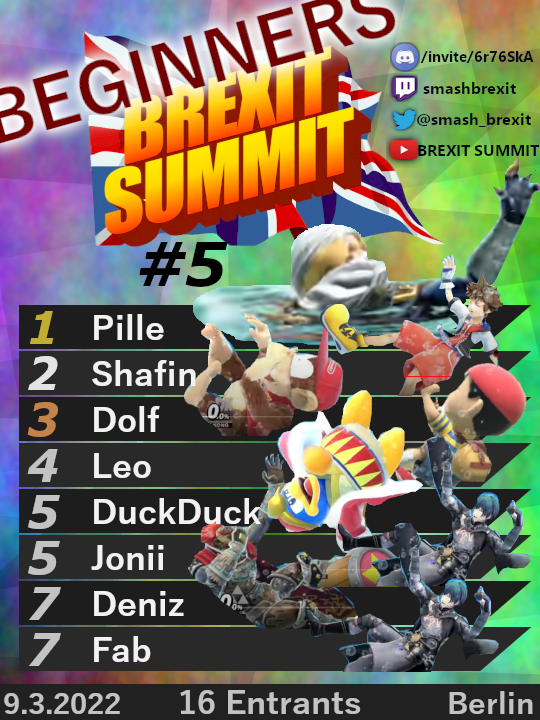 BEGINNERS
BREXIT
SUMMIT
#5
/invite/6r76SkA
smashbrexit
@smash_brexit
BREXIT SUMMIT
1 Pille
2 Shafin
3 Dolf
4 Leo
5 DuckDuck
5 Jonii
7 Deniz
7 Fab
9.3.2022 16 Entrants Berlin